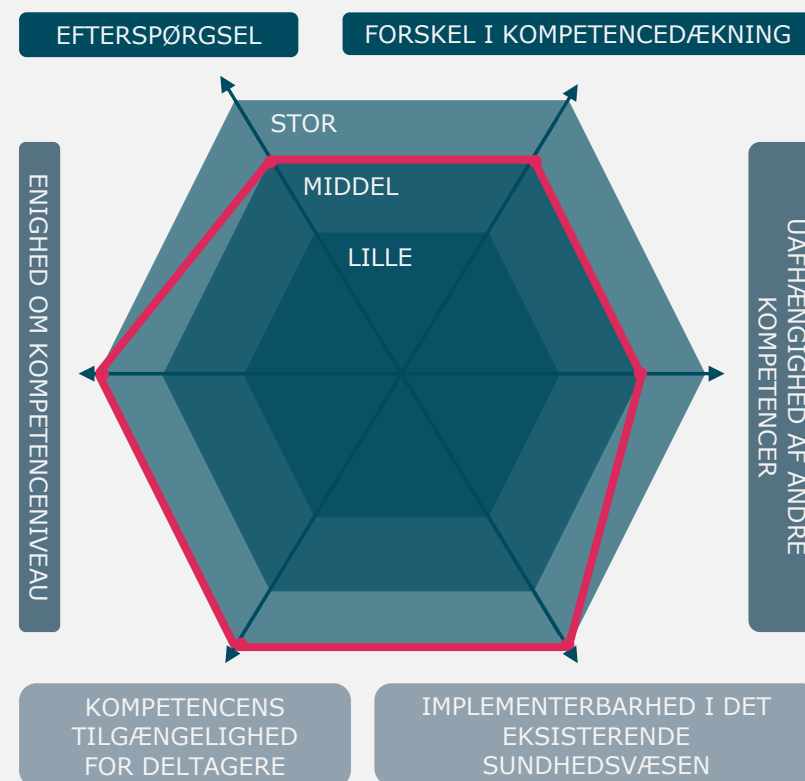 EFTERSPØRGSEL
FORSKEL I KOMPETENCEDÆKNING
STOR
MIDDEL
LILLE
ENIGHED OM KOMPETENCENIVEAU
UAFHÆNGIGHED AF ANDRE
KOMPETENCER
KOMPETENCENS
TILGÆNGELIGHED
FOR DELTAGERE
IMPLEMENTERBARHED I DET
EKSISTERENDE
SUNDHEDSVÆSEN